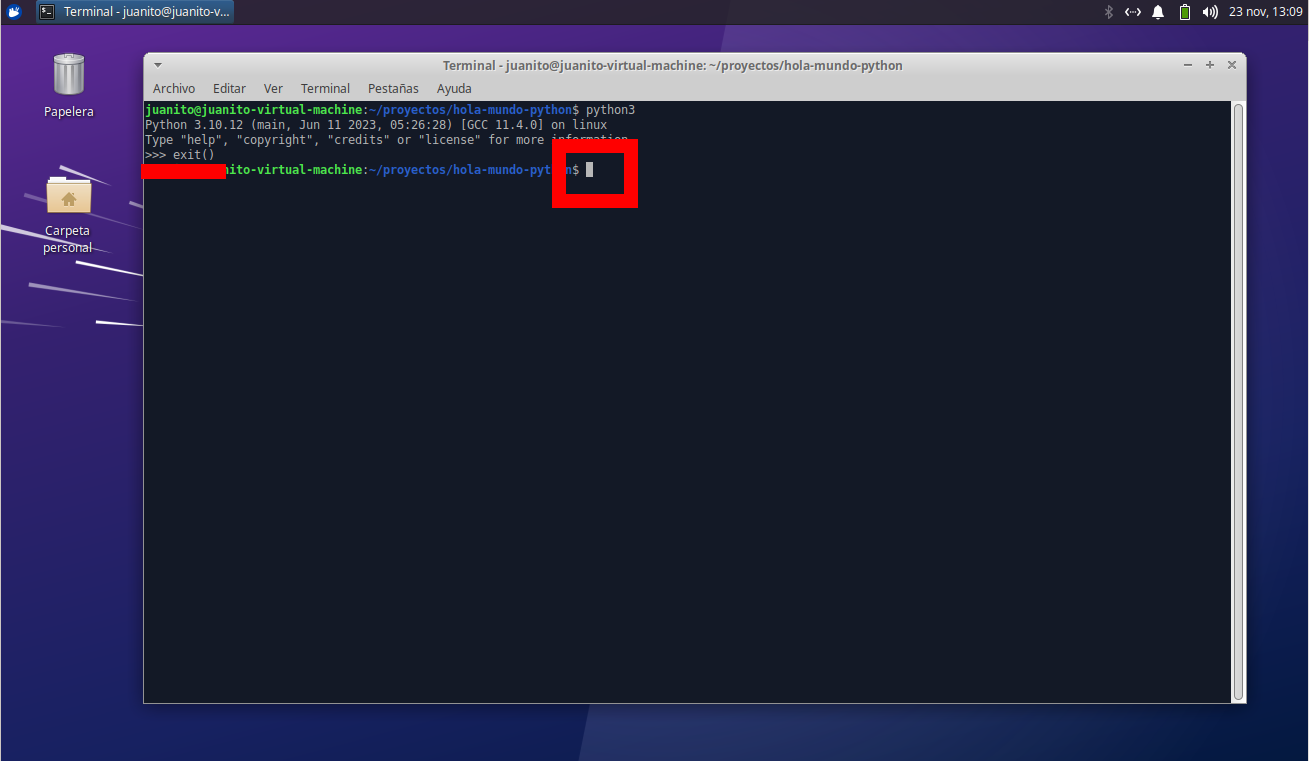 Terminal - juanito@juanito-v...
23 nov, 13:09
Papelera
Carpeta
personal
Terminal - juanito@juanito-virtual-machine: ~/proyectos/hola-mundo-python
Archivo Editar Ver Terminal Pestañas Ayuda
juanito@juanito-virtual-machine:~/proyectos/hola-mundo-python$ python3
Python 3.10.12 (main, Jun 11 2023, 05:26:28) [GCC 11.4.0] on linux
Type "help", "copyright", "credits" or "license" for more information
>>> exit()
nito-virtual-machine:~/proyectos/hola-mundo-pyt n$